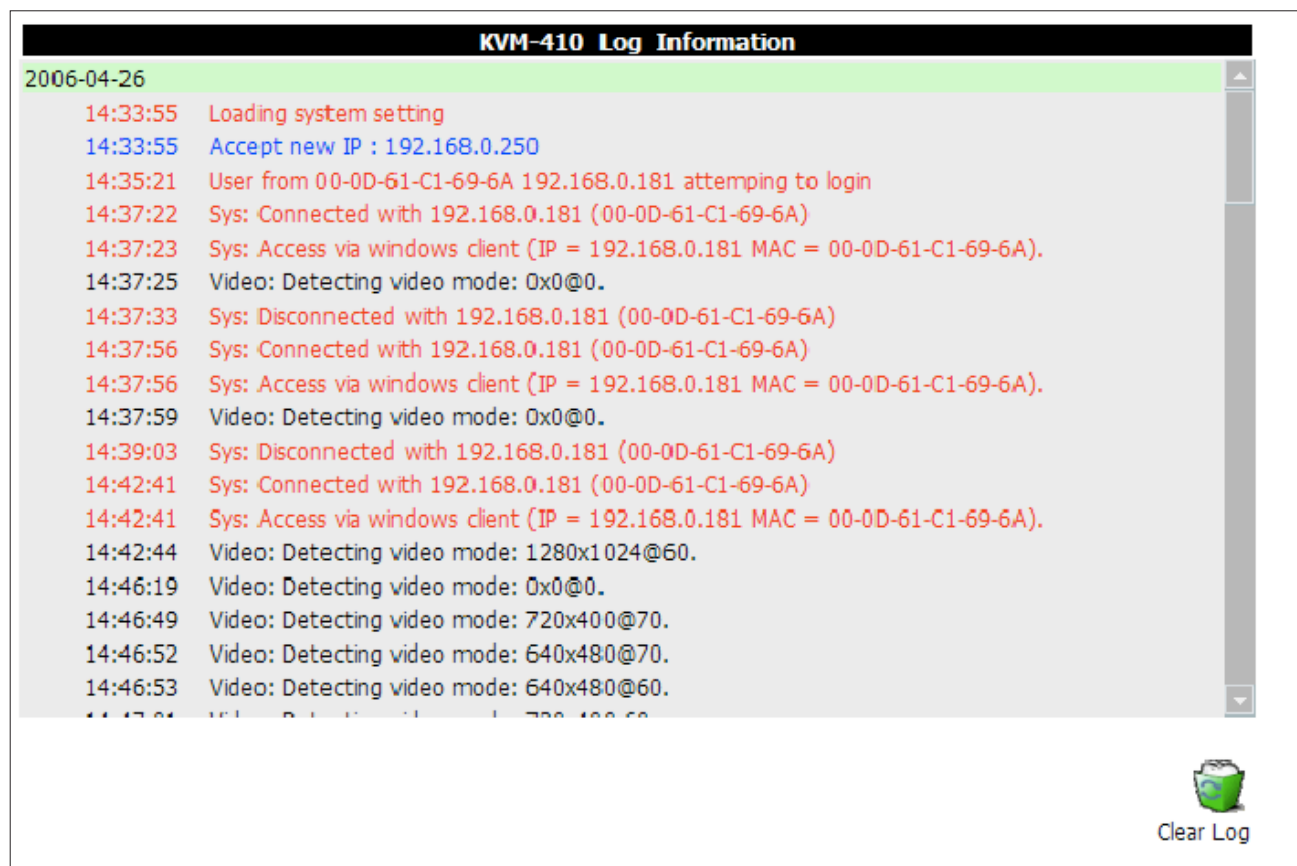 KVM-410 Log Information
2006-04-26
14:33:55 Loading system setting
14:33:55 Accept new IP : 192.168.0.250
14:35:21 User from 00-0D-61-C1-69-6A 192.168.0.181 attemping to login
14:37:22 Sys: Connected with 192.168.0.181 (00-0D-61-C1-69-6A)
14:37:23 Sys: Access via windows client (IP = 192.168.0.181 MAC = 00-0D-61-C1-69-6A).
14:37:25 Video: Detecting video mode: 0x0@0.
14:37:33 Sys: Disconnected with 192.168.0.181 (00-0D-61-C1-69-6A)
14:37:56 Sys: Connected with 192.168.0.181 (00-0D-61-C1-69-6A)
14:37:56 Sys: Access via windows client (IP = 192.168.0.181 MAC = 00-0D-61-C1-69-6A).
14:37:59 Video: Detecting video mode: 0x0@0.
14:39:03 Sys: Disconnected with 192.168.0.181 (00-0D-61-C1-69-6A)
14:42:41 Sys: Connected with 192.168.0.181 (00-0D-61-C1-69-6A)
14:42:41 Sys: Access via windows client (IP = 192.168.0.181 MAC = 00-0D-61-C1-69-6A).
14:42:44 Video: Detecting video mode: 1280x1024@60.
14:46:19 Video: Detecting video mode: 0x0@0.
14:46:49 Video: Detecting video mode: 720x400@70.
14:46:52 Video: Detecting video mode: 640x480@70.
14:46:53 Video: Detecting video mode: 640x480@60.
Clear Log